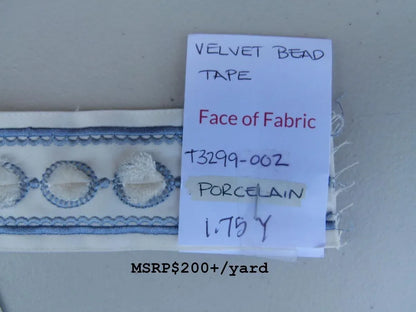 VELVET BEAD
TAPE
Face of Fabric
T3299-002
PORCELAIN
1.75 Y
MSRP$200+/yard